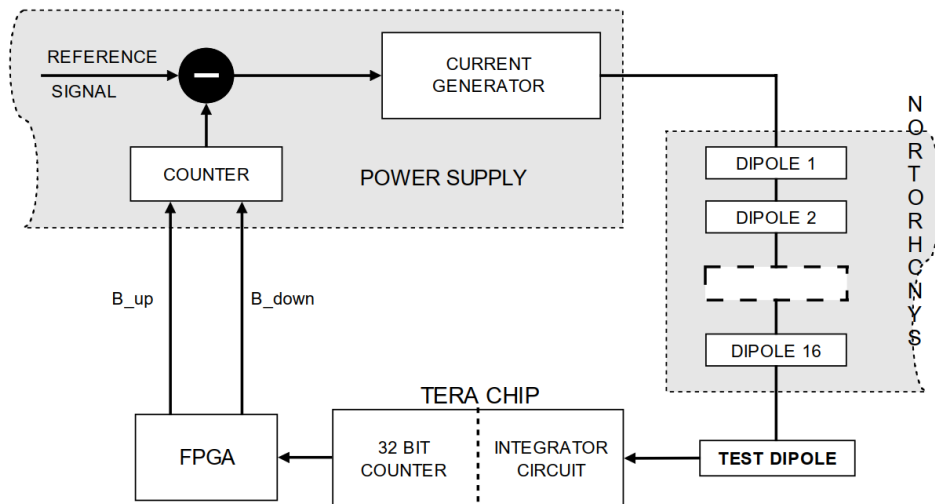 REFERENCE
SIGNAL
CURRENT
GENERATOR
COUNTER
POWER SUPPLY
NORTORHCNYS
DIPOLE 1
DIPOLE 2
DIPOLE 16
B_up
B_down
TERA CHIP
FPGA
32 BIT
COUNTER
INTEGRATOR
CIRCUIT
TEST DIPOLE